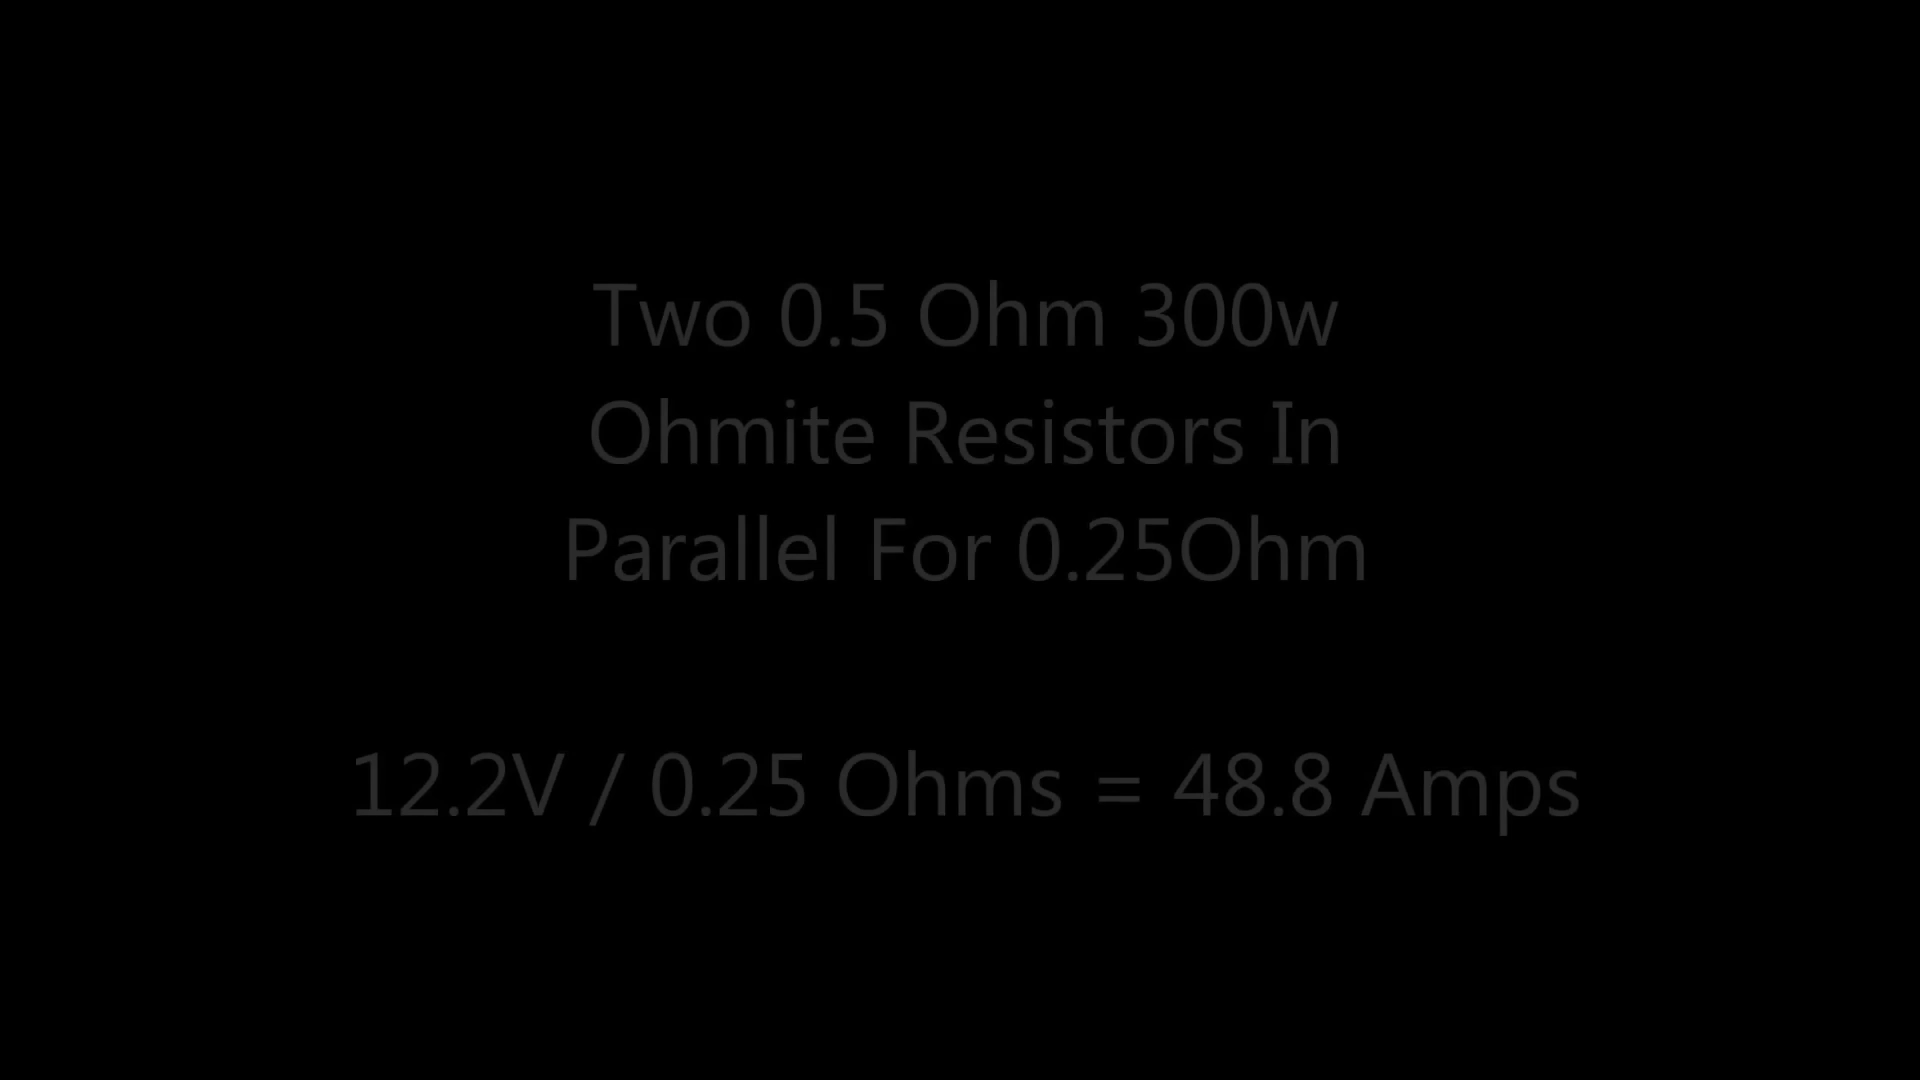 Two 0.5 Ohm 300w
Ohmite Resistors In
Parallel For 0.25Ohm
12.2V / 0.25 Ohms = 48.8 Amps